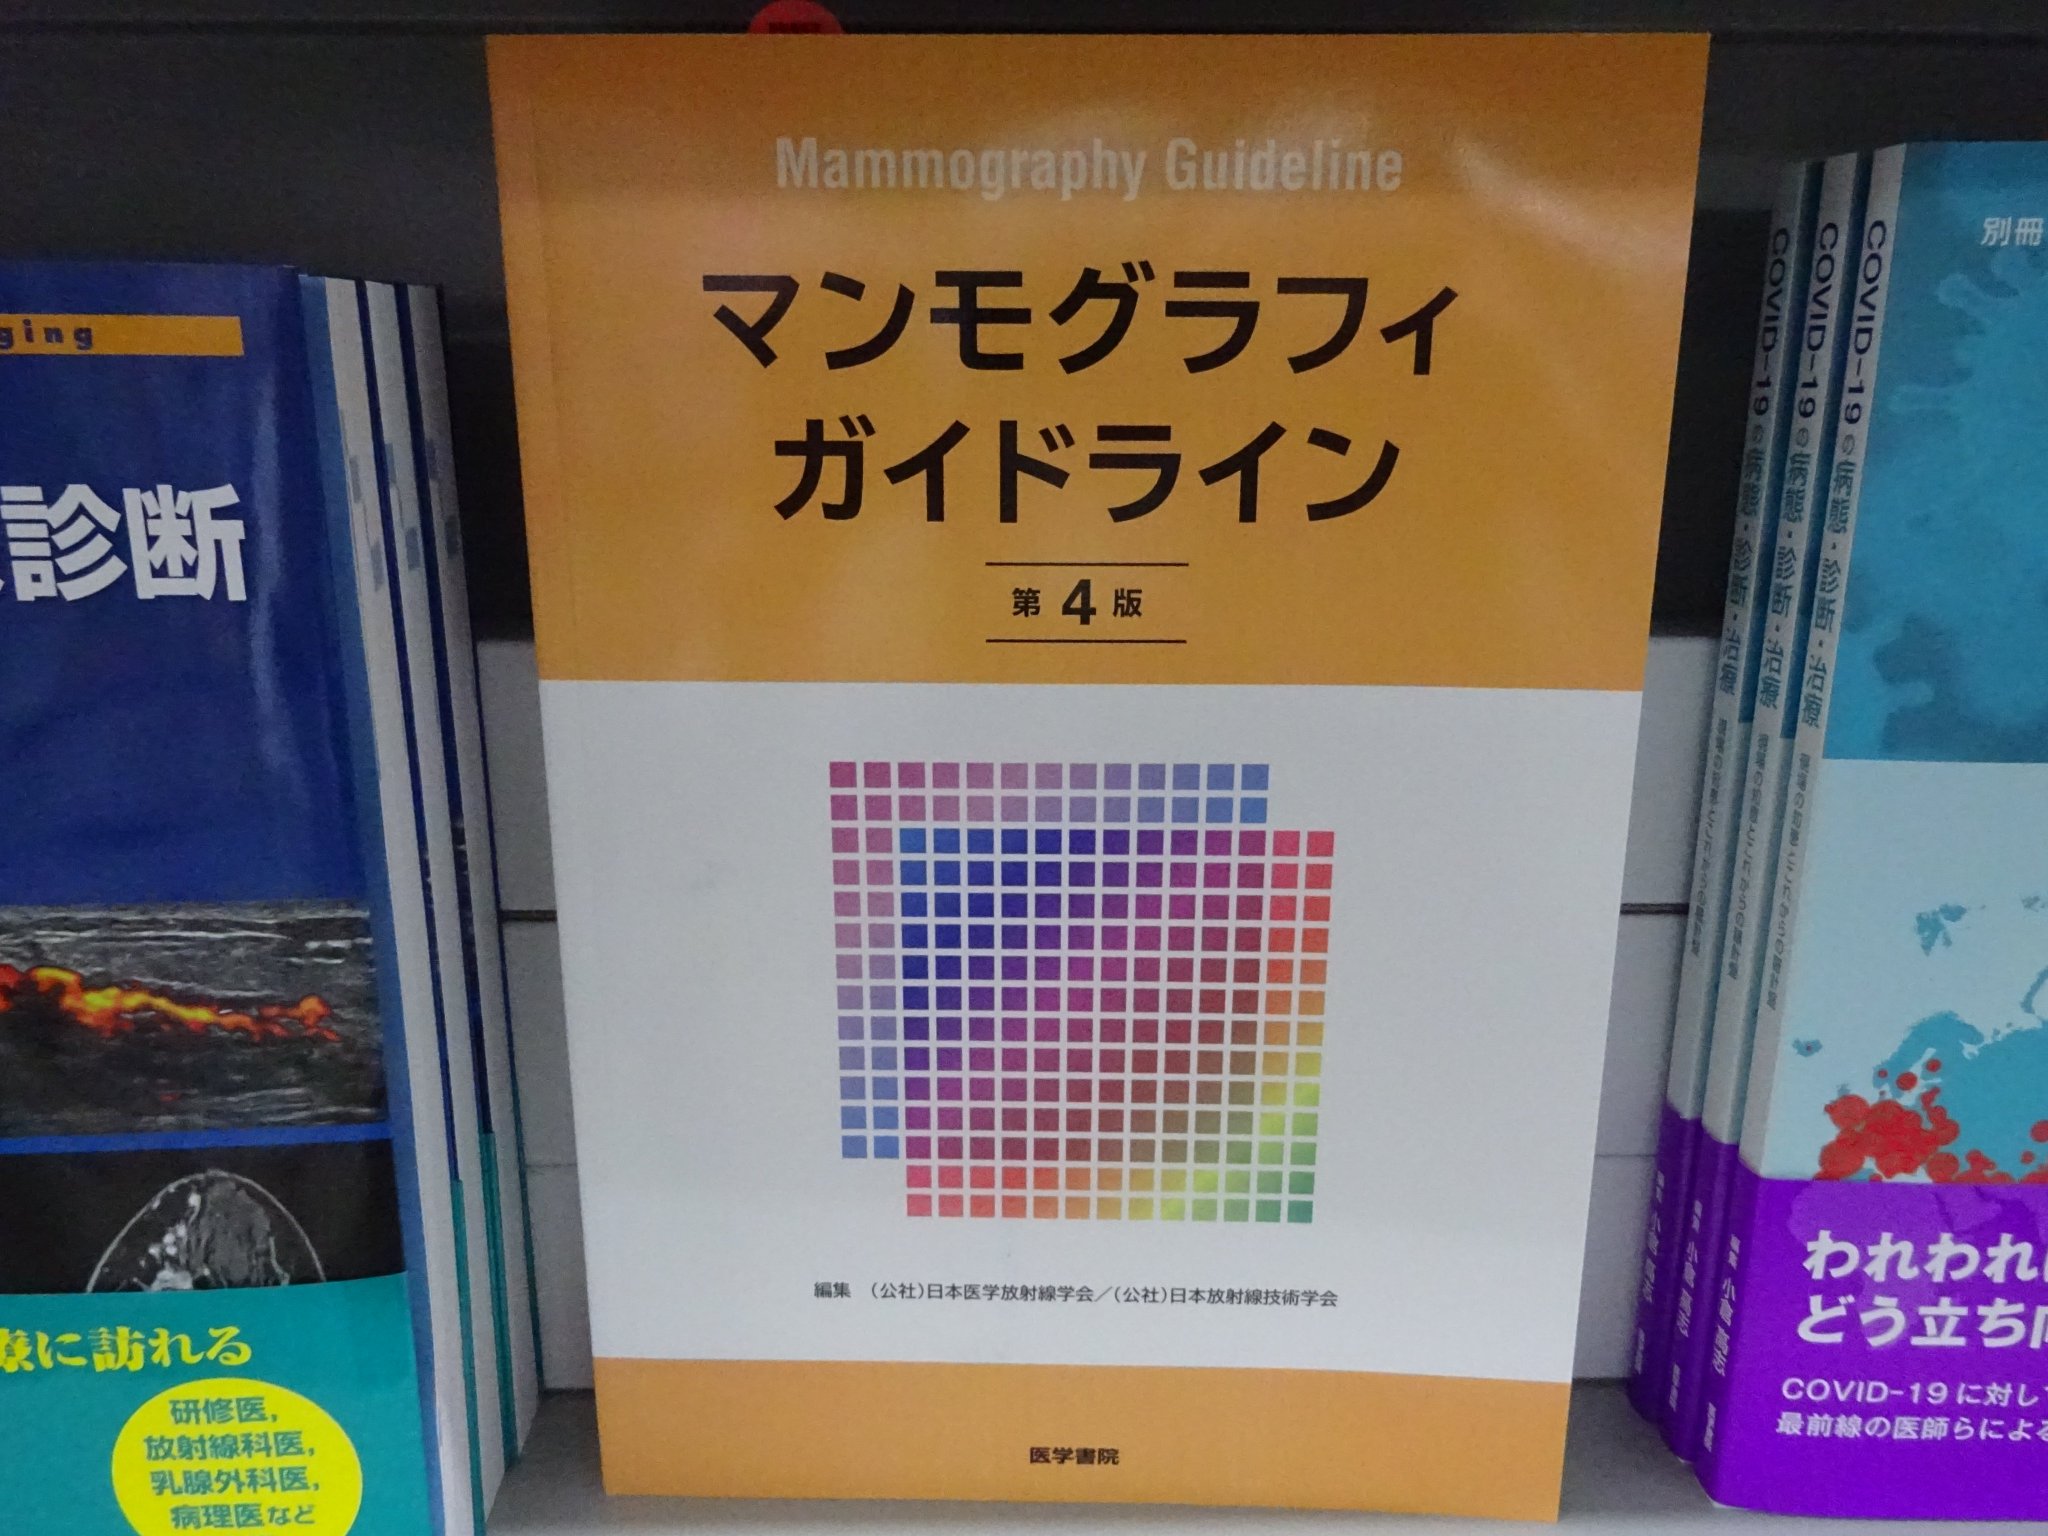 ging
診断
様に訪れる
研修医,
放射線科医,
乳腺外科医,
病理医など
Mammography Guideline
マンモグラフィ
ガイドライン
第4版
編集 (公社)日本医学放射線学会/(公社)日本放射線技術学会
医学書院
COVID-19の病態・診断・治療
COVID-19の病態・診断・治療
COVID-19の病態・診断・治療
別冊
われわれ
どう立ち向
COVID-19に対して
最前線の医師らによる